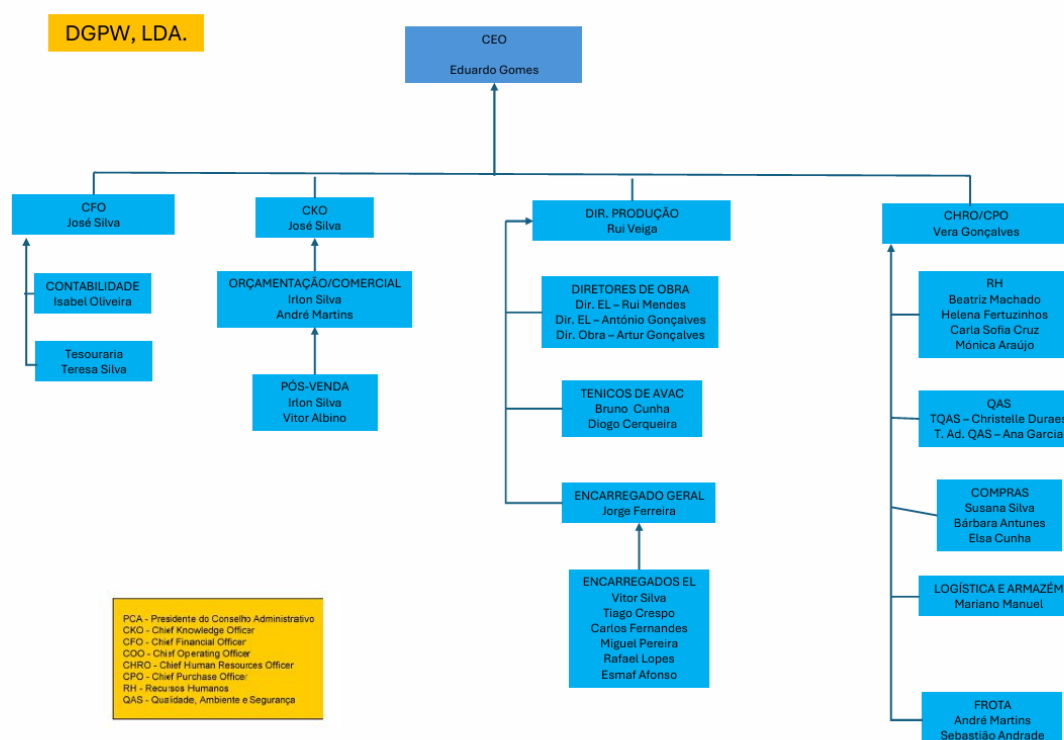 DGPW, LDA.
CEO
Eduardo Gomes
CFO
José Silva
CONTABILIDADE
Isabel Oliveira
Tesouraria
Teresa Silva
CKO
José Silva
ORÇAMENTAÇÃO/COMERCIAL
Irlon Silva
André Martins
PÓS-VENDA
Irlon Silva
Vitor Albino
DIR. PRODUÇÃO
Rui Veiga
DIRETORES DE OBRA
Dir. EL – Rui Mendes
Dir. EL – António Gonçalves
Dir. Obra – Artur Gonçalves
TENICOS DE AVAC
Bruno Cunha
Diogo Cerqueira
ENCARREGADO GERAL
Jorge Ferreira
ENCARREGADOS EL
Vitor Silva
Tiago Crespo
Carlos Fernandes
Miguel Pereira
Rafael Lopes
Esmaf Afonso
CHRO/CPO
Vera Gonçalves
RH
Beatriz Machado
Helena Fertuzinhos
Carla Sofia Cruz
Mónica Araújo
QAS
TQAS – Christelle Duraes
T. Ad. QAS – Ana Garcia
COMPRAS
Susana Silva
Bárbara Antunes
Elsa Cunha
LOGÍSTICA E ARMAZÉM
Mariano Manuel
FROTA
André Martins
Sebastião Andrade
PCA - Presidente do Conselho Administrativo
CKO - Chief Knowledge Officer
CFO - Chief Financial Officer
COO - Chief Operating Officer
CHRO - Chief Human Resources Officer
CPO - Chief Purchase Officer
RH - Recursos Humanos
QAS - Qualidade, Ambiente e Segurança